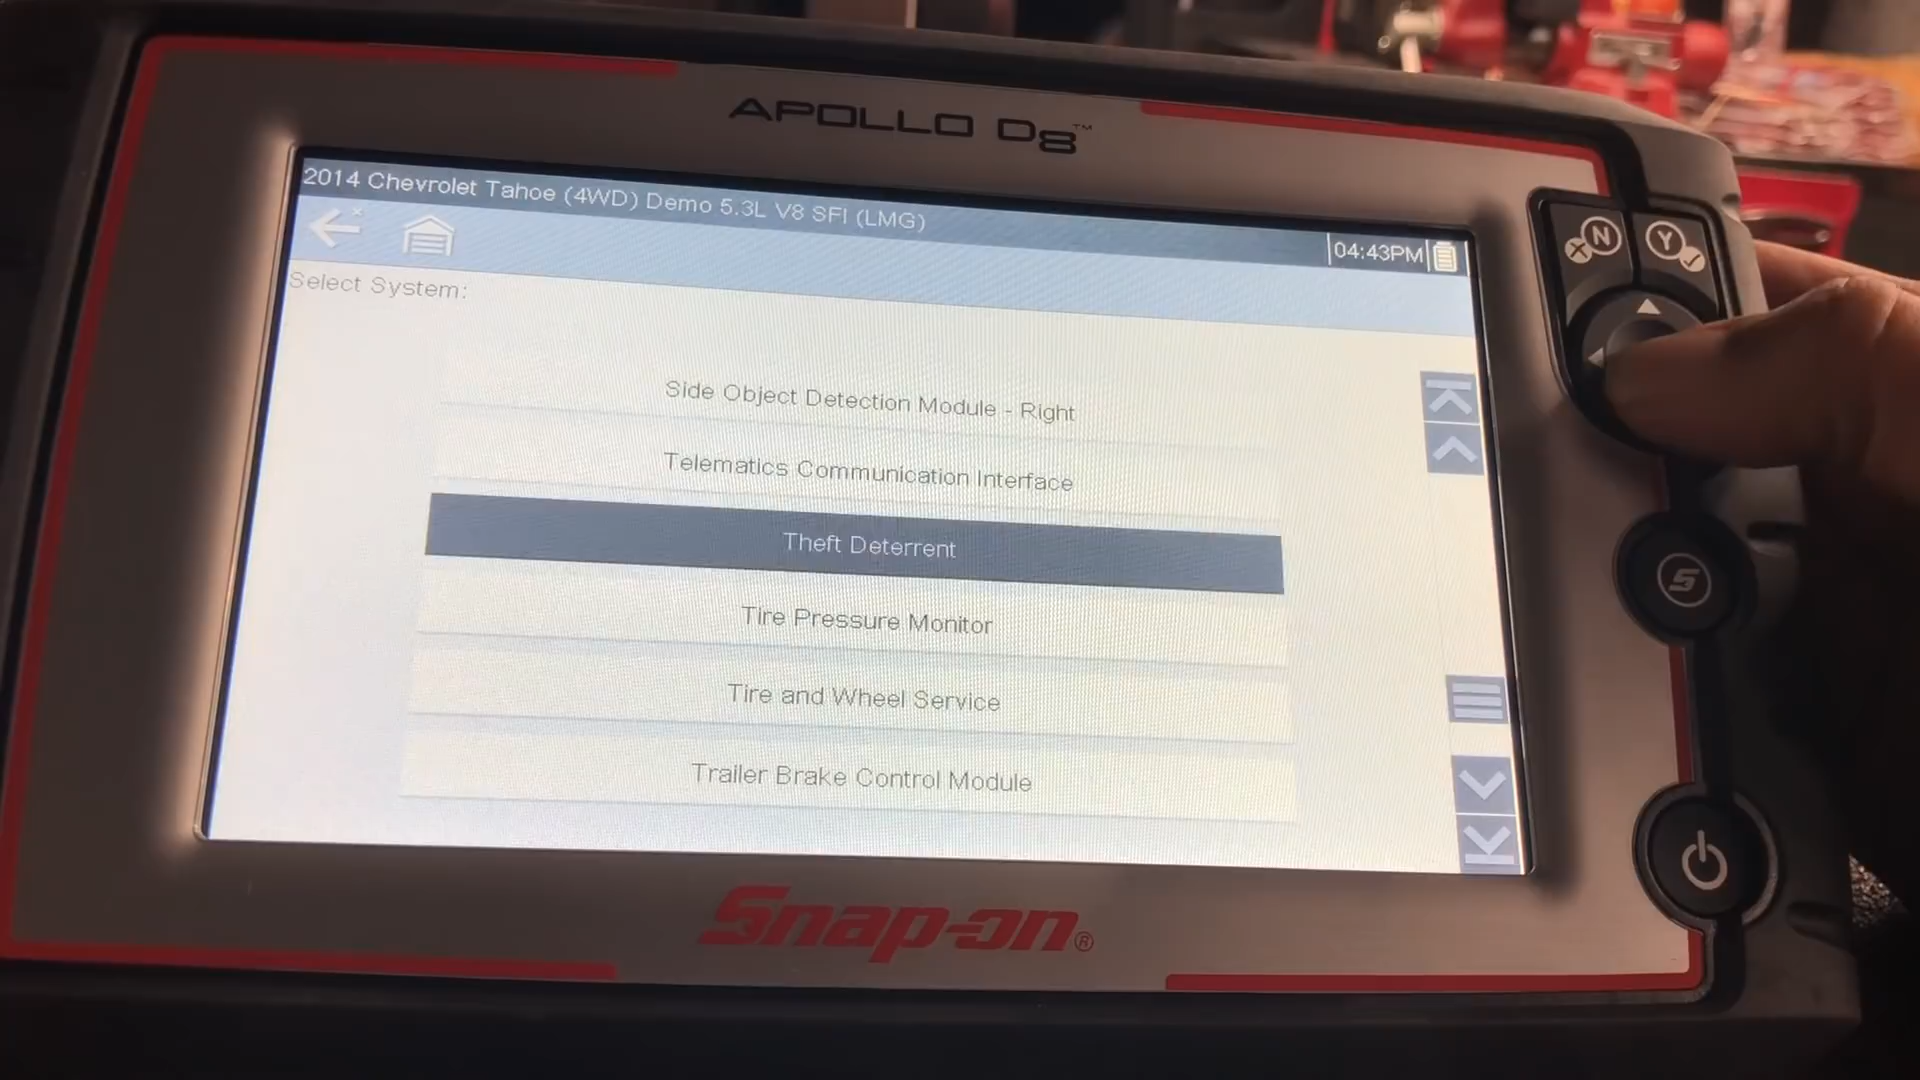 APOLLO D8™
2014 Chevrolet Tahoe (4WD) Demo 5.3L V8 SFI (LMG)
04:43PM
Select System:
Side Object Detection Module - Right
Telematics Communication Interface
Theft Deterrent
Tire Pressure Monitor
Tire and Wheel Service
Trailer Brake Control Module
N
Y
S
Snap-on®